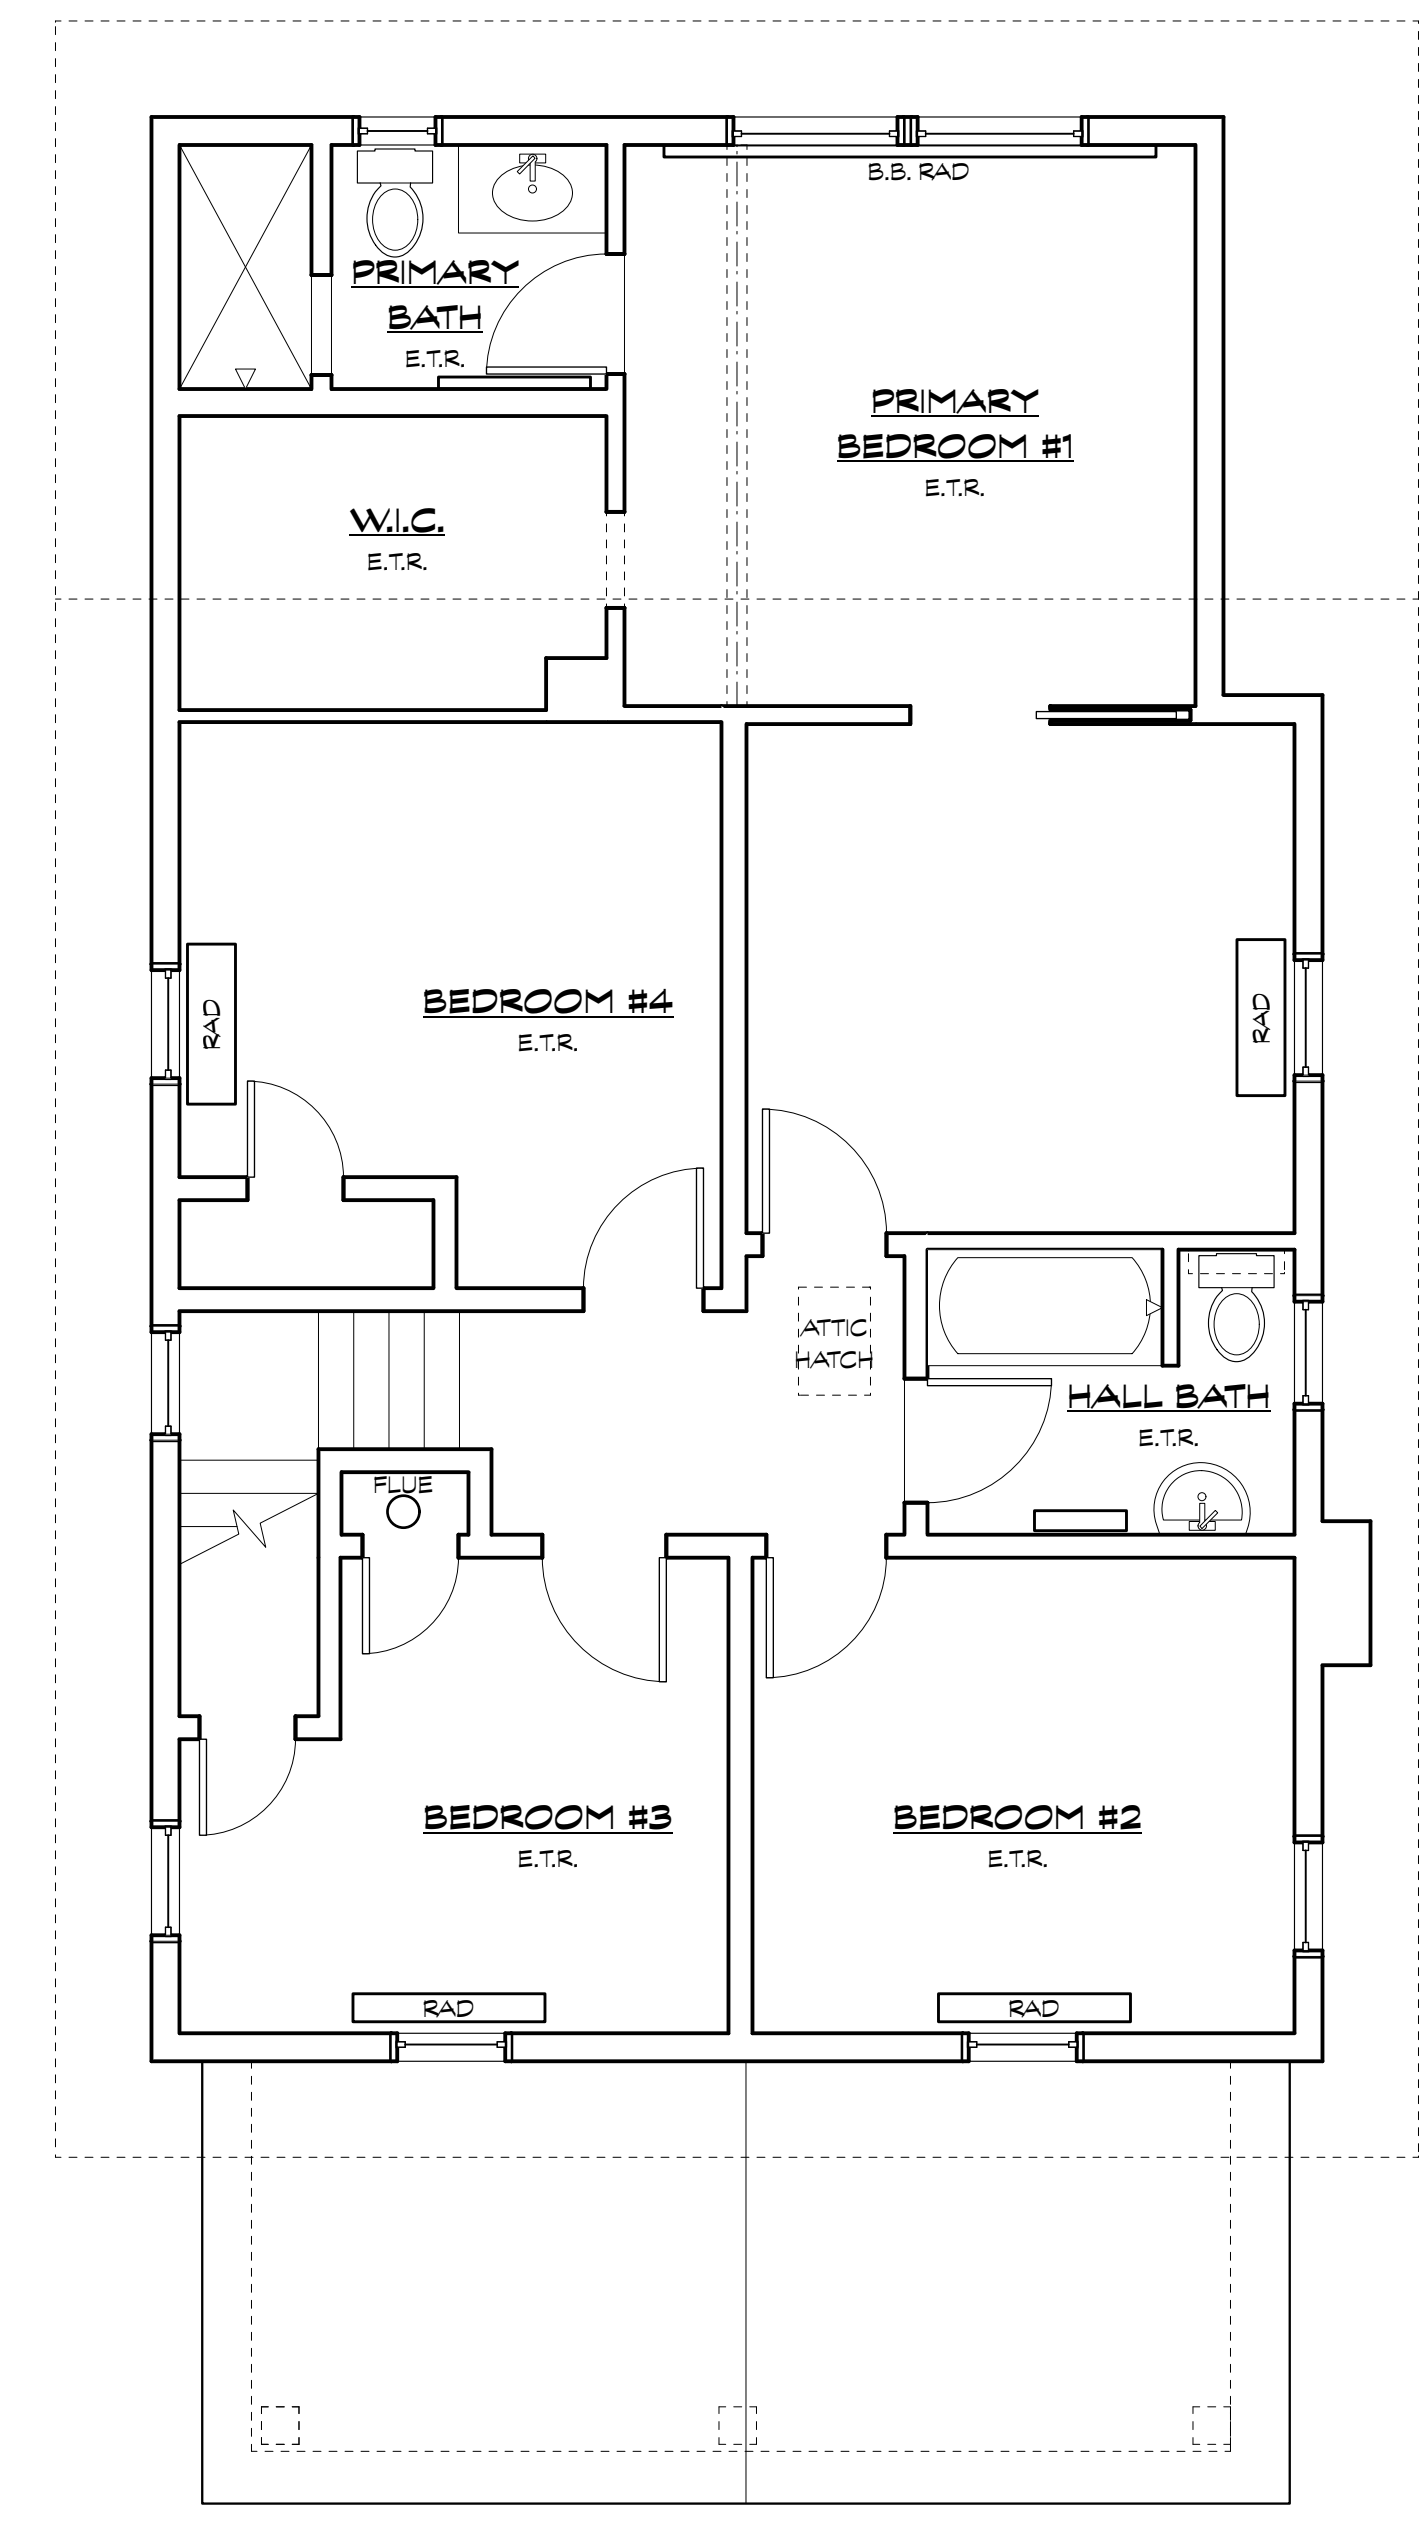 B.B. RAD
PRIMARY
BATH
E.T.R.
PRIMARY
BEDROOM #1
E.T.R.
W.I.C.
E.T.R.
RAD
BEDROOM #4
E.T.R.
RAD
ATTIC
HATCH
HALL BATH
E.T.R.
FLUE
BEDROOM #3
E.T.R.
BEDROOM #2
E.T.R.
RAD
RAD